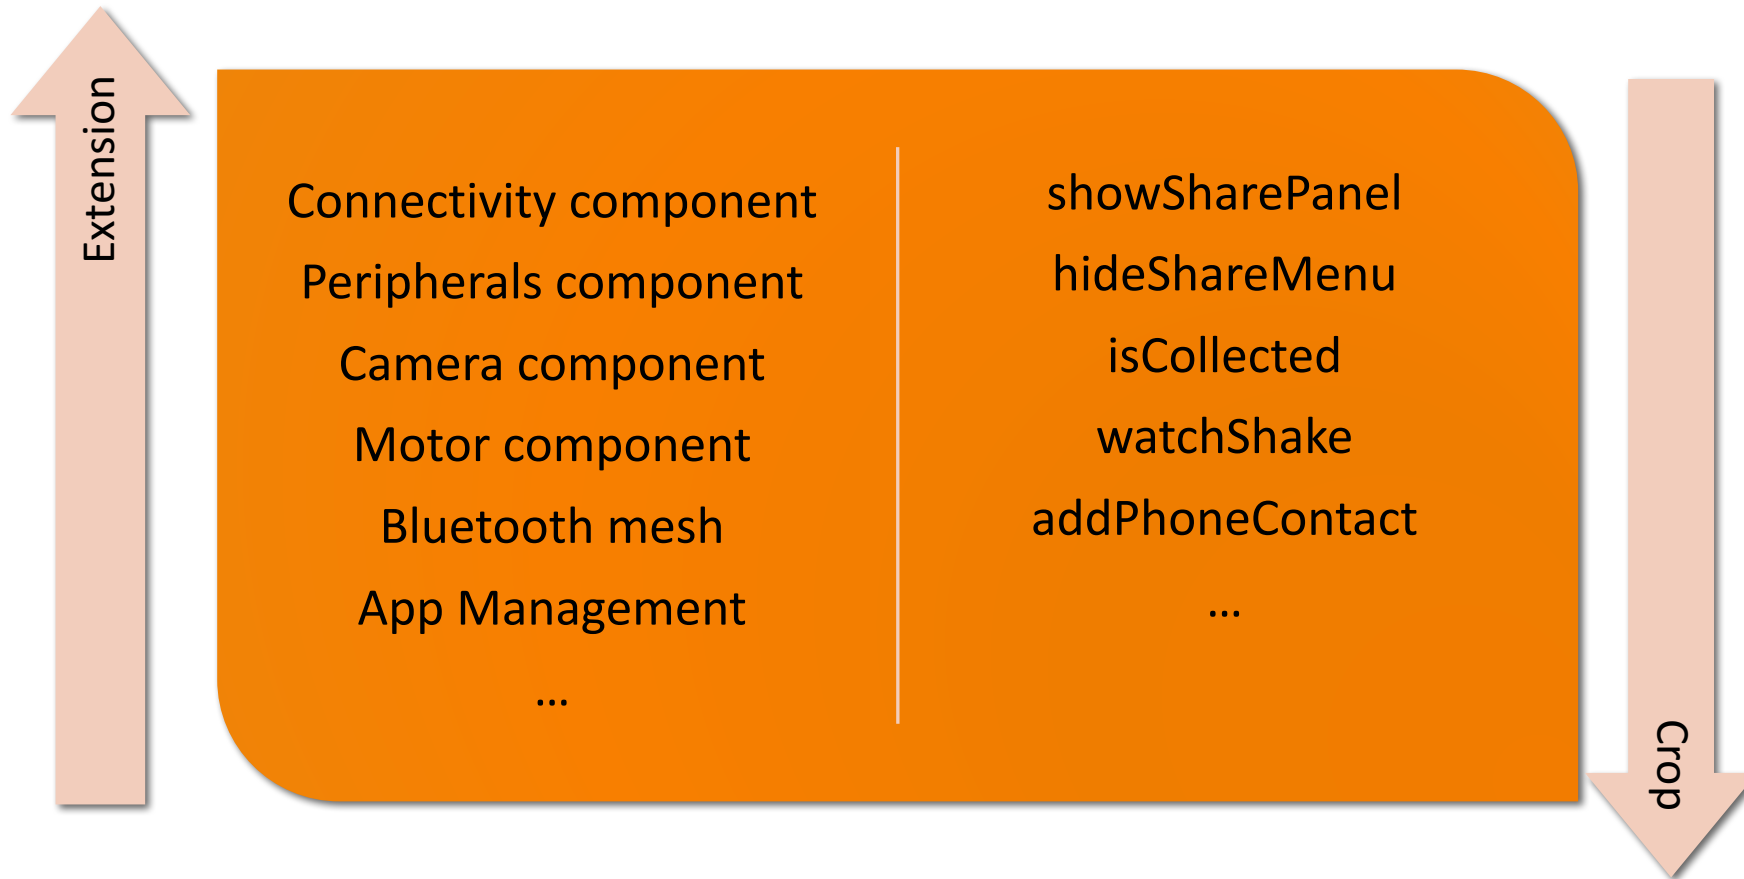 Extension
Connectivity component
Peripherals component
Camera component
Motor component
Bluetooth mesh
App Management
...
showSharePanel
hideShareMenu
isCollected
watchShake
addPhoneContact
...
Crop